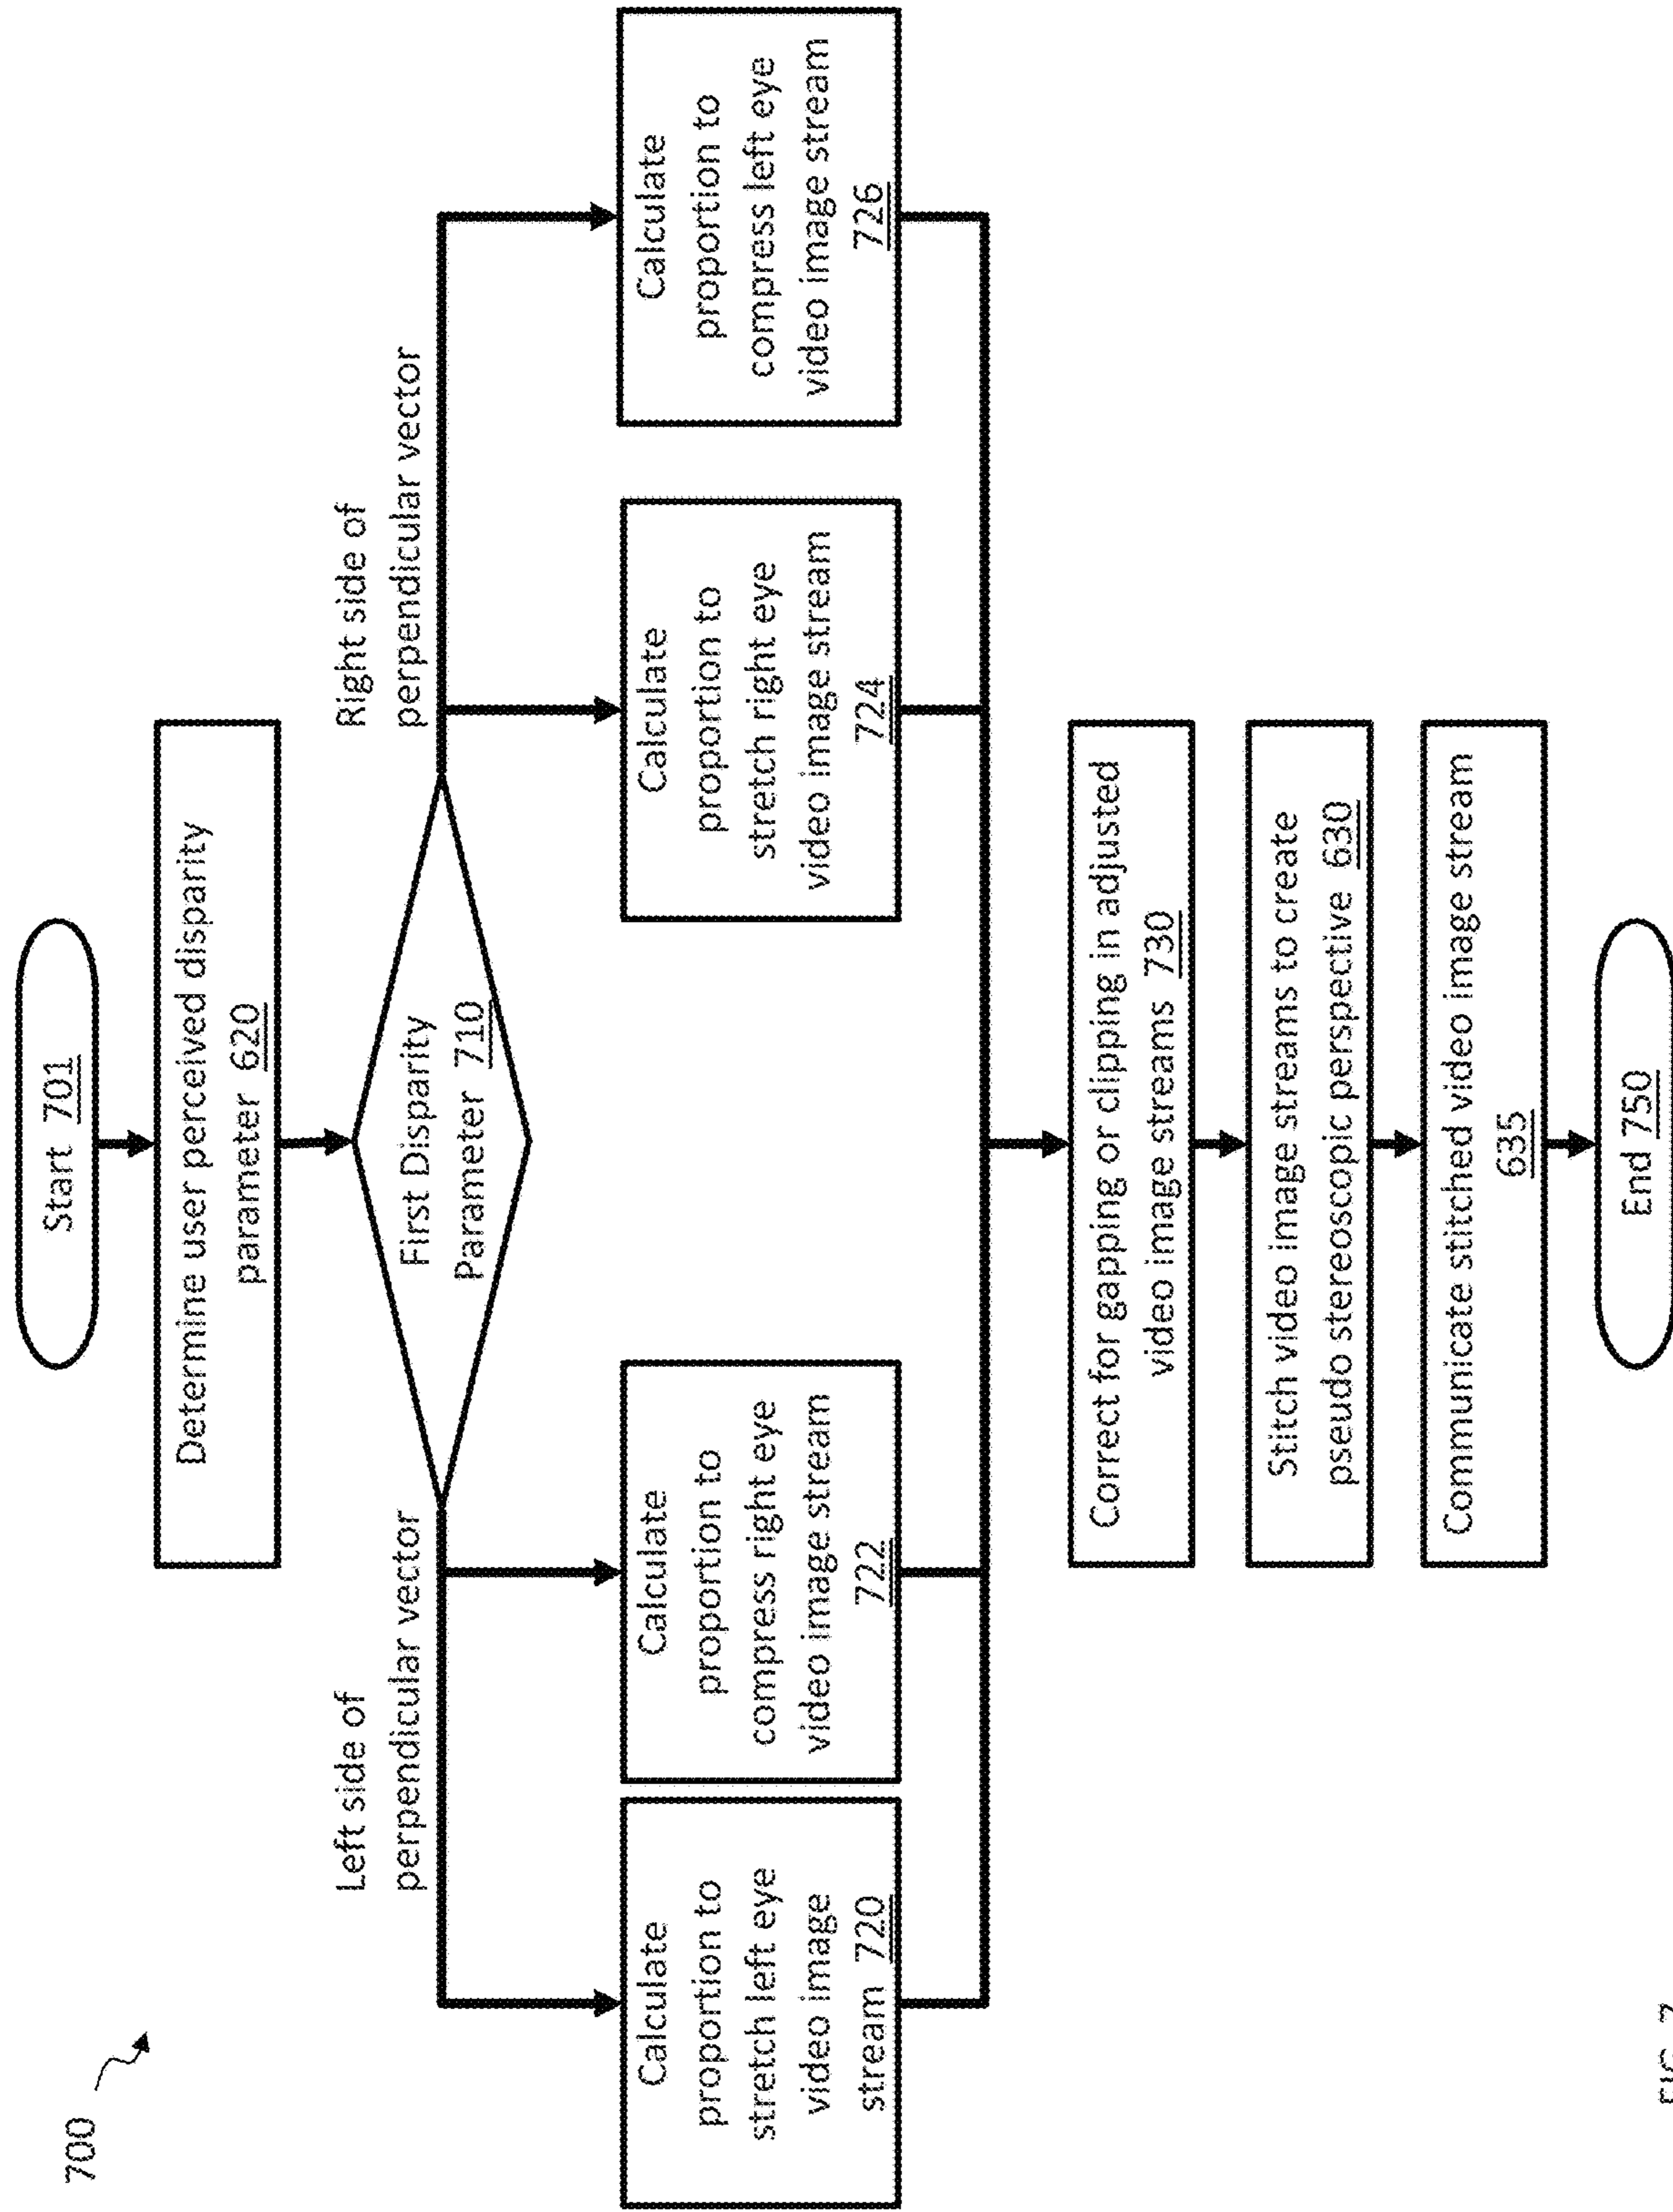 700
Start 701
Determine user perceived disparity
parameter 620
First Disparity
Parameter 710
Left side of
perpendicular vector
Right side of
perpendicular vector
Calculate
proportion to
stretch left eye
video image
stream 720
Calculate
proportion to
compress right eye
video image stream
722
Calculate
proportion to
stretch right eye
video image stream
724
Calculate
proportion to
compress left eye
video image stream
726
Correct for gapping or clipping in adjusted
video image streams 730
Stitch video image streams to create
pseudo stereoscopic perspective 630
Communicate stitched video image stream
635
End 750
FIG. 7